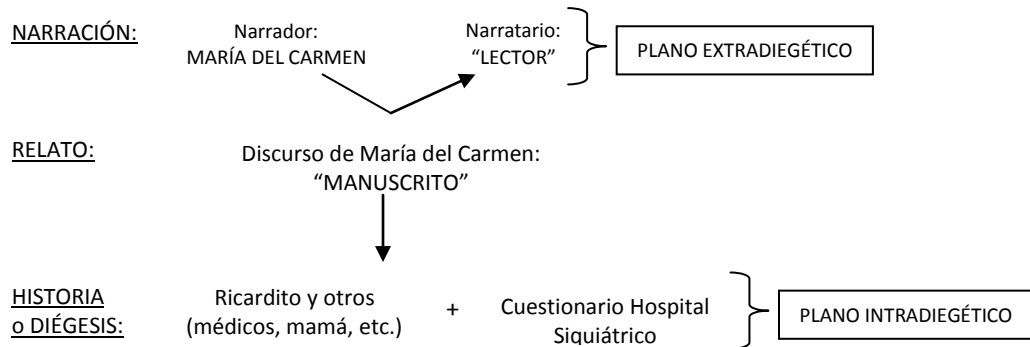 NARRACIÓN:
Narrador:
MARÍA DEL CARMEN
Narratario:
“LECTOR”
PLANO EXTRADIEGÉTICO
RELATO:
Discurso de María del Carmen:
“MANUSCRITO”
HISTORIA
o DIÉGESIS:
Ricardito y otros
(médicos, mamá, etc.)
+
Cuestionario Hospital
Siquiátrico
PLANO INTRADIEGÉTICO